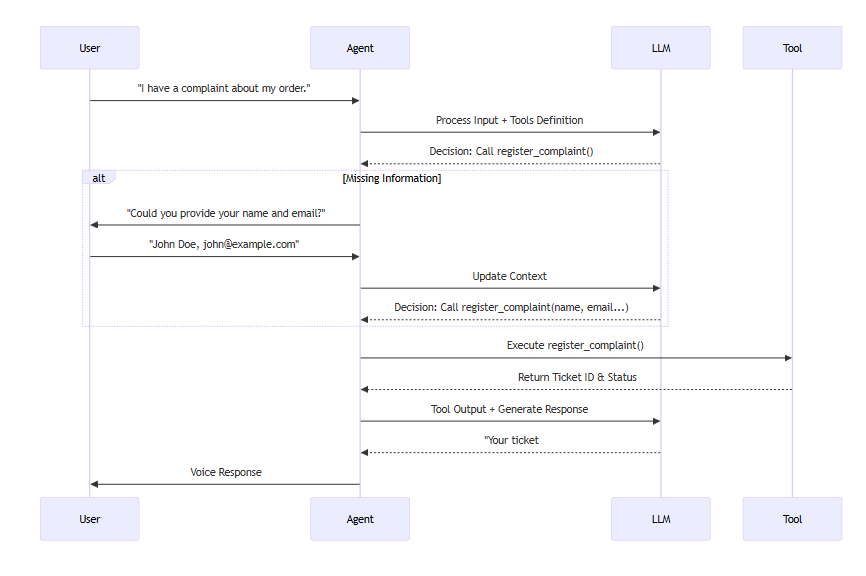 User Agent LLM Tool
"I have a complaint about my order."
Process Input + Tools Definition
Decision: Call register_complaint()
alt [Missing Information]
"Could you provide your name and email?"
"John Doe, john@example.com"
Update Context
Decision: Call register_complaint(name, email...)
Execute register_complaint()
Return Ticket ID & Status
Tool Output + Generate Response
"Your ticket
Voice Response
User Agent LLM Tool